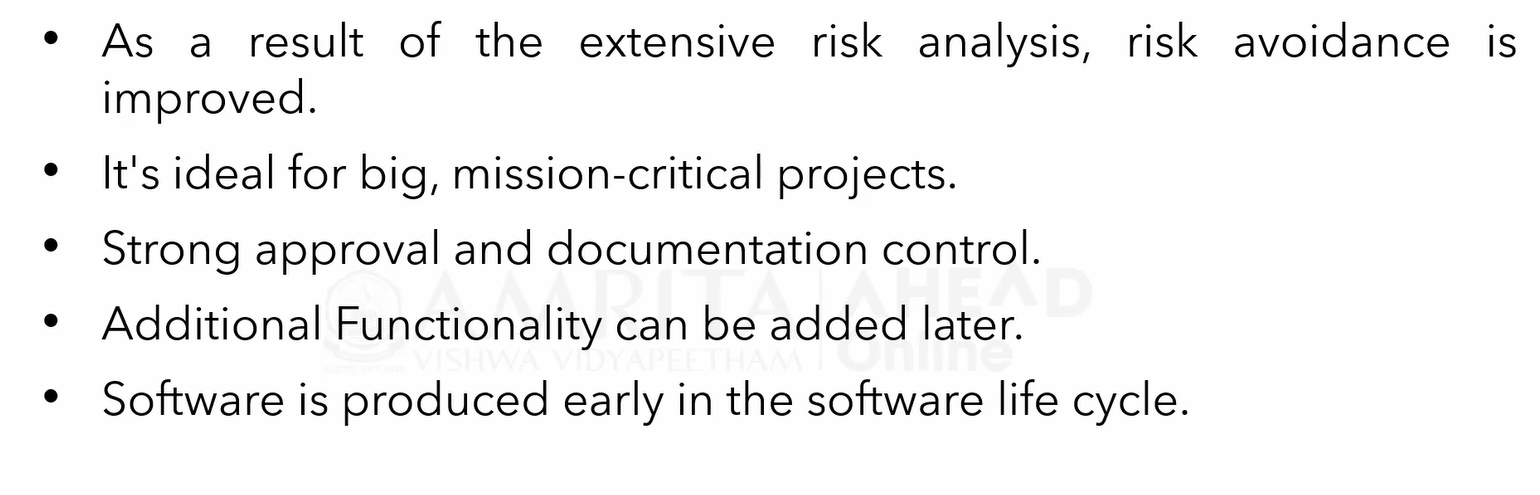 • As a result of the extensive risk analysis, risk avoidance is
improved.
• It's ideal for big, mission-critical projects.
• Strong approval and documentation control.
• Additional Functionality can be added later.
• Software is produced early in the software life cycle.
AMRITA AHEAD
VISHWA VIDYAPEETHAM Online